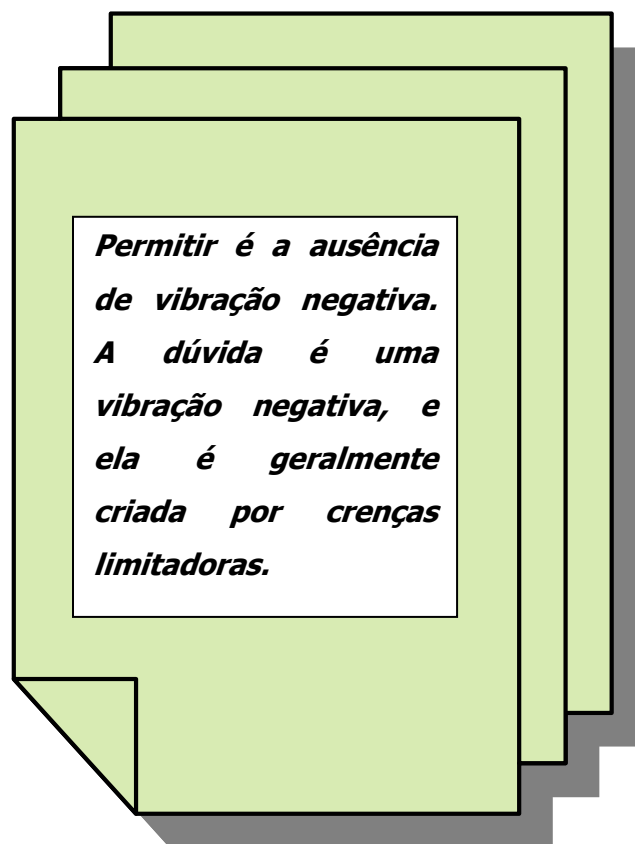 Permitir é a ausência
de vibração negativa.
A dúvida é uma
vibração negativa, e
ela é geralmente
criada por crenças
limitadoras.